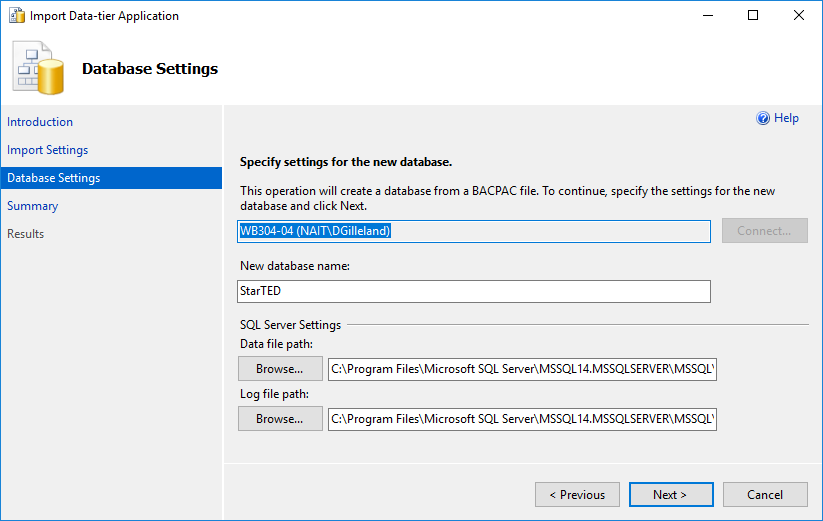 Import Data-tier Application
Database Settings
Introduction
Import Settings
Database Settings
Summary
Results
Help
Specify settings for the new database.
This operation will create a database from a BACPAC file. To continue, specify the settings for the new
database and click Next.
WB304-04 (NAIT\DGilleland)
Connect...
New database name:
StarTED
SQL Server Settings
Data file path:
Browse...
C:\Program Files\Microsoft SQL Server\MSSQL14.MSSQLSERVER\MSSQL\
Log file path:
Browse...
C:\Program Files\Microsoft SQL Server\MSSQL14.MSSQLSERVER\MSSQL\
< Previous
Next >
Cancel